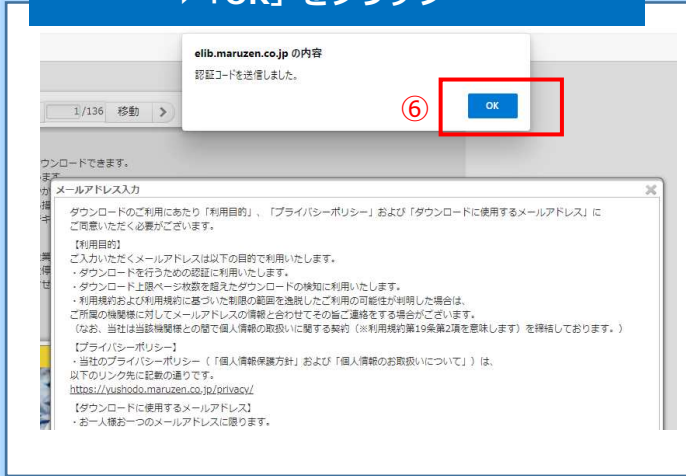 「OK」をクリック
elib.maruzen.co.jp の内容
認証コードを送信しました。
⑥
OK
1/136 移動 >
ウンロードできます。
ます。
メールアドレス入力
ダウンロードのご利用にあたり「利用目的」、「プライバシーポリシー」および「ダウンロードに使用するメールアドレス」に
ご同意いただく必要がございます。
【利用目的】
ご入力いただくメールアドレスは以下の目的で利用いたします。
・ダウンロードを行うための認証に利用いたします。
・ダウンロード上限ページ枚数を超えたダウンロードの検知に利用いたします。
・利用規約および利用規約に基づいた制限の範囲を逸脱したご利用の可能性が判明した場合は、
ご所属の機関様に対してメールアドレスの情報と合わせてその旨ご連絡をする場合がございます。
（なお、当社は当該機関様との間で個人情報の取扱いに関する契約（※利用規約第19条第2項を意味します）を締結しております。）
【プライバシーポリシー】
・当社のプライバシーポリシー（「個人情報保護方針」および「個人情報のお取扱いについて」）は、
以下のリンク先に記載の通りです。
https://yushodo.maruzen.co.jp/privacy/
【ダウンロードに使用するメールアドレス】
・お一人様お一つのメールアドレスに限ります。